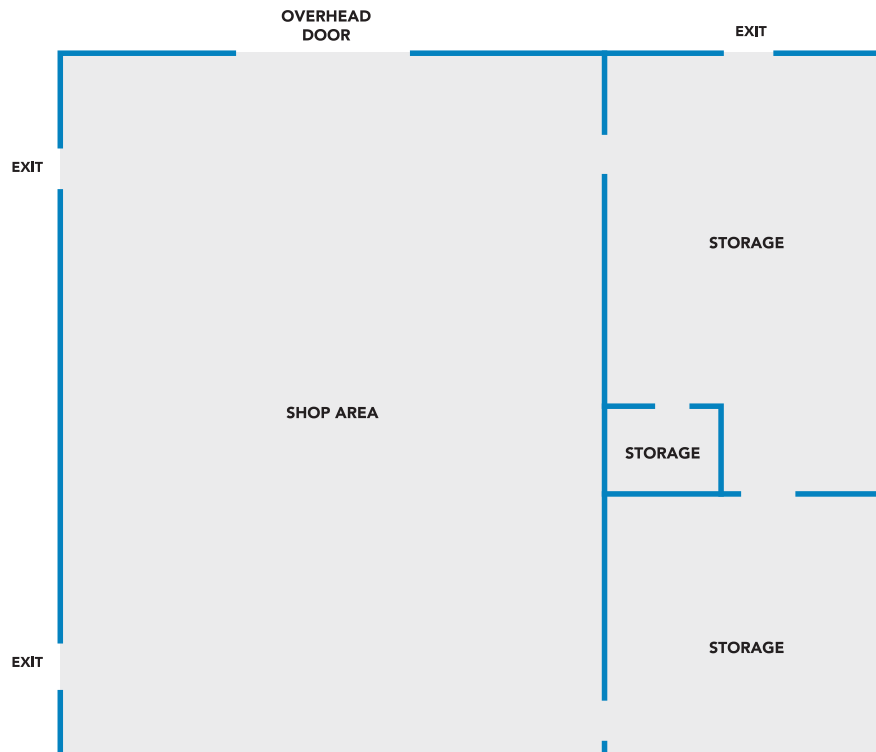 OVERHEAD
DOOR
EXIT
EXIT
STORAGE
SHOP AREA
STORAGE
STORAGE
EXIT